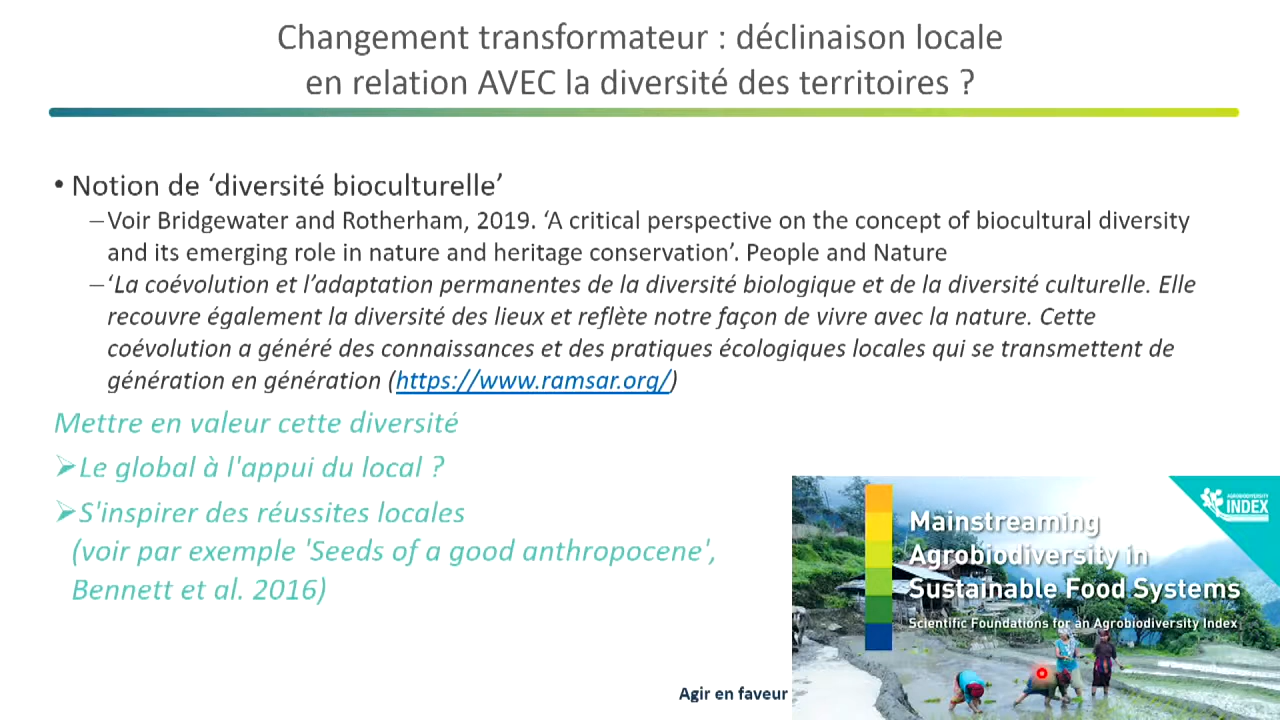 Changement transformateur : déclinaison locale
en relation AVEC la diversité des territoires ?
• Notion de ‘diversité bioculturelle’
–Voir Bridgewater and Rotherham, 2019. ‘A critical perspective on the concept of biocultural diversity
and its emerging role in nature and heritage conservation’. People and Nature
–‘La coévolution et l’adaptation permanentes de la diversité biologique et de la diversité culturelle. Elle
recouvre également la diversité des lieux et reflète notre façon de vivre avec la nature. Cette
coévolution a généré des connaissances et des pratiques écologiques locales qui se transmettent de
génération en génération (https://www.ramsar.org/)
Mettre en valeur cette diversité
➢Le global à l'appui du local ?
➢S'inspirer des réussites locales
(voir par exemple 'Seeds of a good anthropocene',
Bennett et al. 2016)
AGROBIODIVERSITY
INDEX
Mainstreaming
Agrobiodiversity in
Sustainable Food Systems
Scientific Foundations for an Agrobiodiversity Index
Agir en faveur